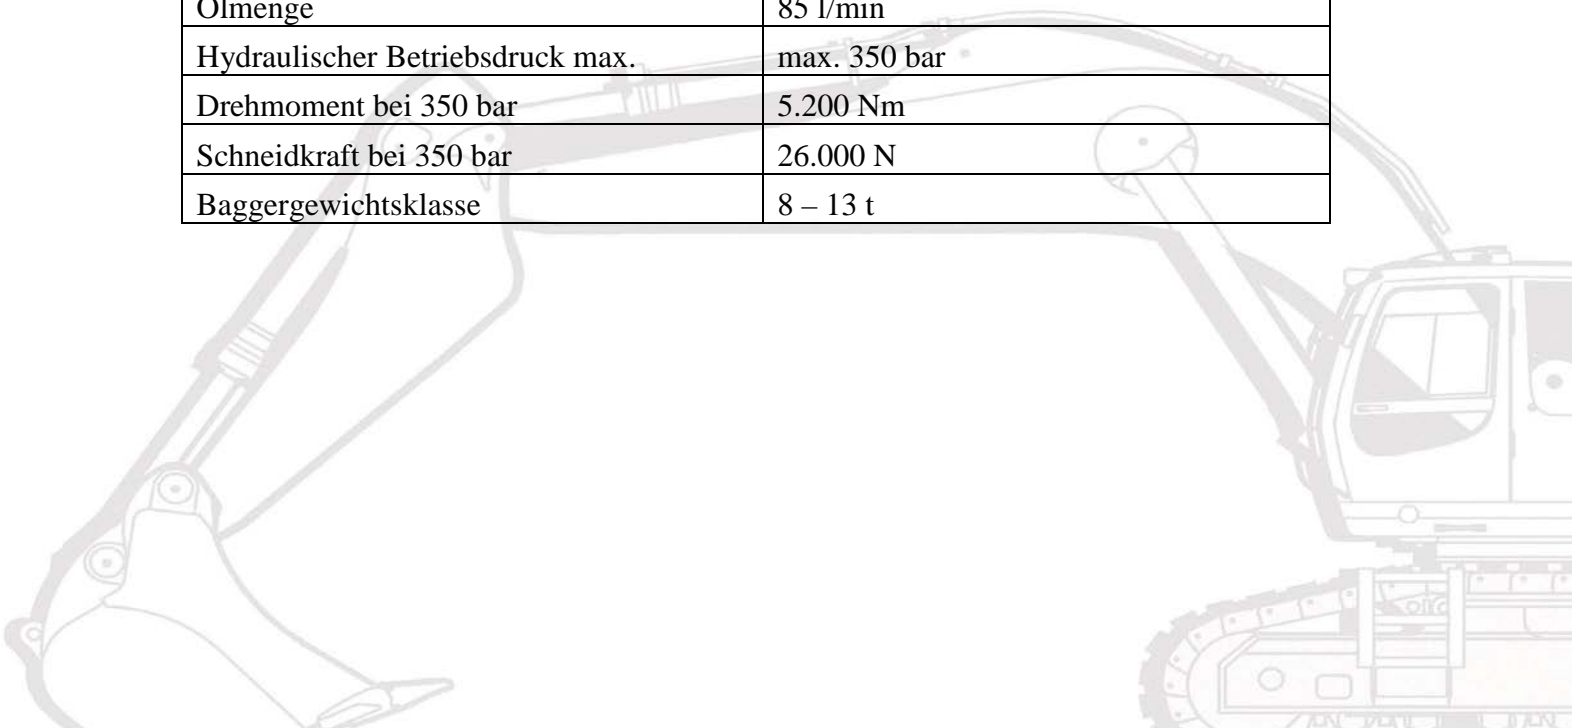 Ölmenge 85 l/min
Hydraulischer Betriebsdruck max. max. 350 bar
Drehmoment bei 350 bar 5.200 Nm
Schneidkraft bei 350 bar 26.000 N
Baggergewichtsklasse 8 – 13 t